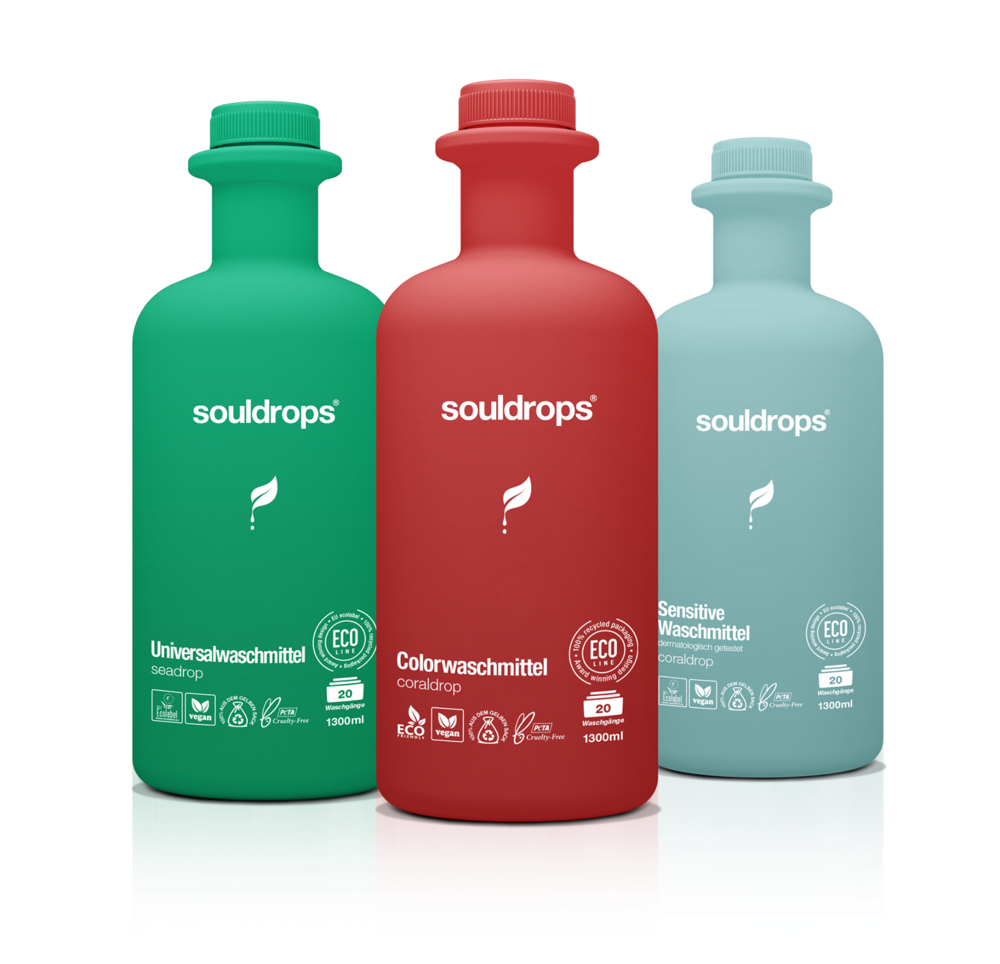 souldrops®
Universalwaschmittel
seadrop
EU ecolabel • 100% recycled packaging • Award winning design •
ECO
LINE
20
Waschgänge
1300ml
Ecolabel
vegan
100% AUS DEM GELBEN SACK
PeTA
Cruelty-Free
souldrops®
Colorwaschmittel
coraldrop
100% recycled packaging • Award winning design •
ECO
LINE
20
Waschgänge
1300ml
ECO
FRIENDLY
vegan
100% AUS DEM GELBEN SACK
PeTA
Cruelty-Free
souldrops®
Sensitive
Waschmittel
dermatologisch getestet
coraldrop
EU ecolabel • 100% recycled packaging • Award winning design •
ECO
LINE
20
Waschgänge
1300ml
Ecolabel
vegan
100% AUS DEM GELBEN SACK
PeTA
Cruelty-Free